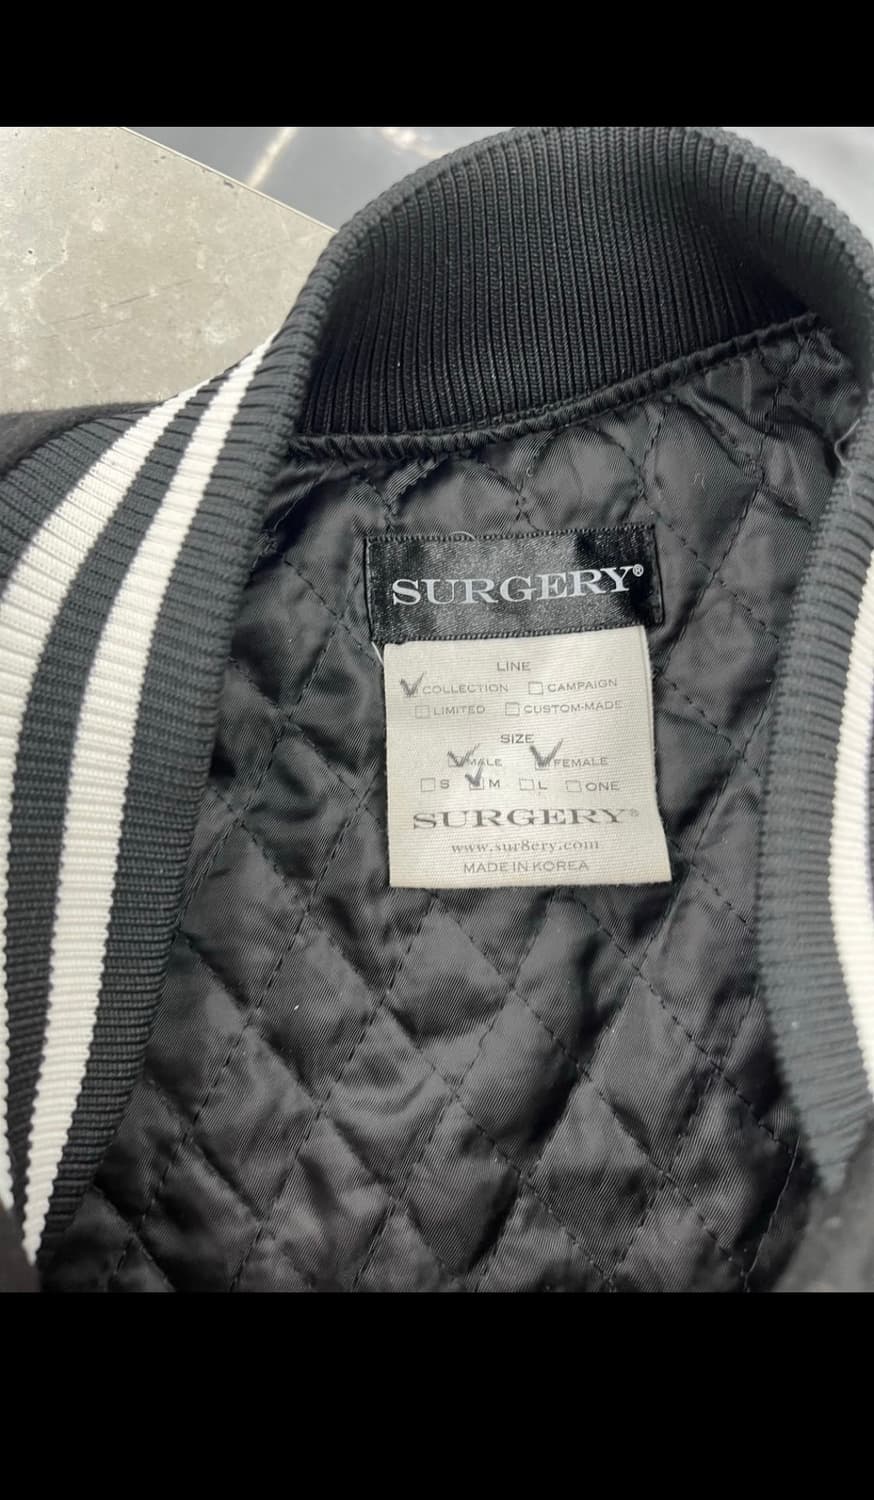 SURGERY®
LINE
COLLECTION CAMPAIGN
LIMITED CUSTOM-MADE
SIZE
MALE FEMALE
S M L ONE
SURGERY®
www.sur8ery.com
MADE IN KOREA